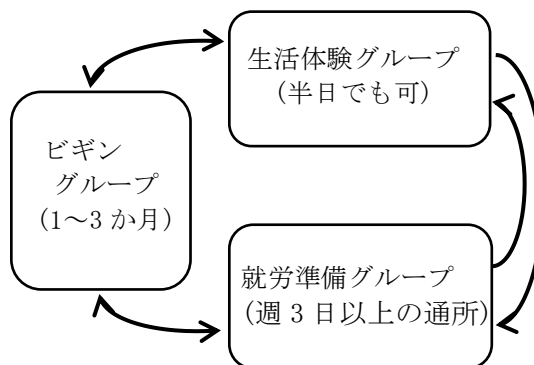 生活体験グループ
(半日でも可)
ビギン
グループ
(1～3 か月)
就労準備グループ
(週 3 日以上の通所)